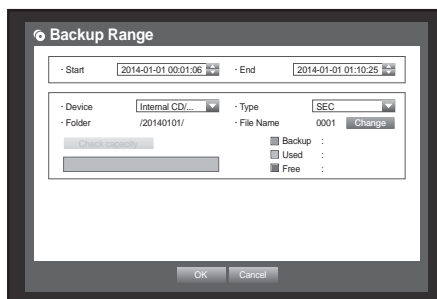 Backup Range
· Start 2014-01-01 00:01:06 · End 2014-01-01 01:10:25
· Device Internal CD/... · Type SEC
· Folder /20140101/ · File Name 0001 Change
Check capacity
Backup :
Used :
Free :
OK Cancel